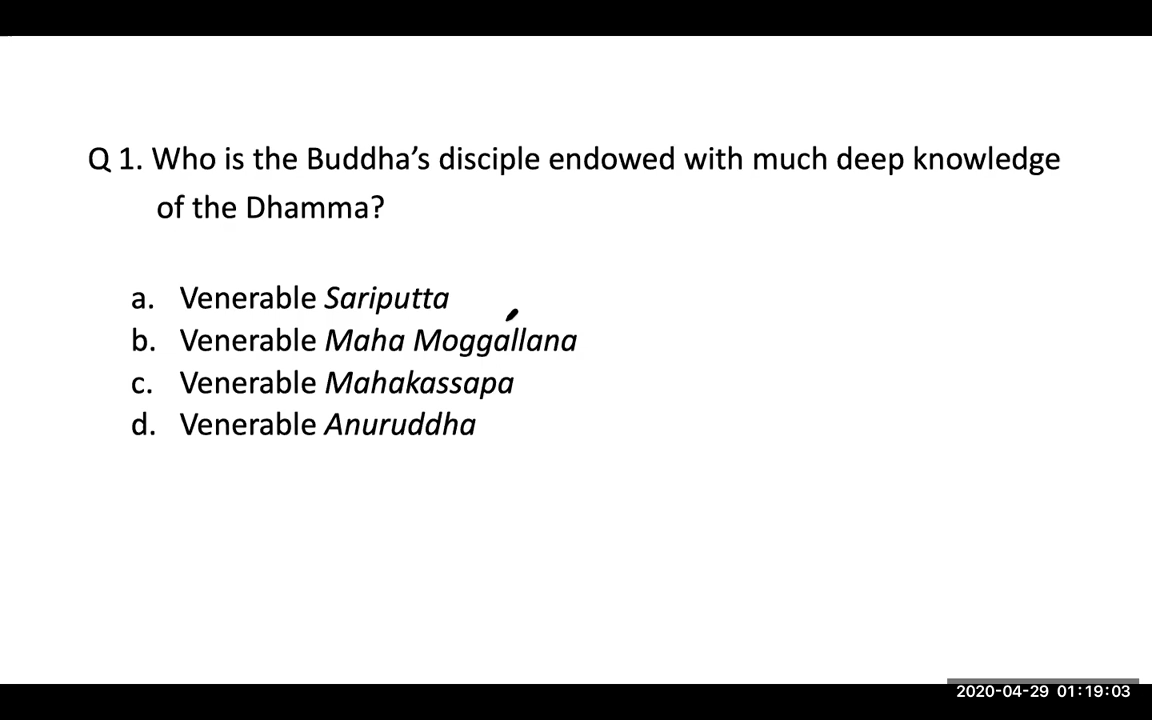 Q 1. Who is the Buddha’s disciple endowed with much deep knowledge
of the Dhamma?
a. Venerable Sariputta
b. Venerable Maha Moggallana
c. Venerable Mahakassapa
d. Venerable Anuruddha
2020-04-29 01:19:03